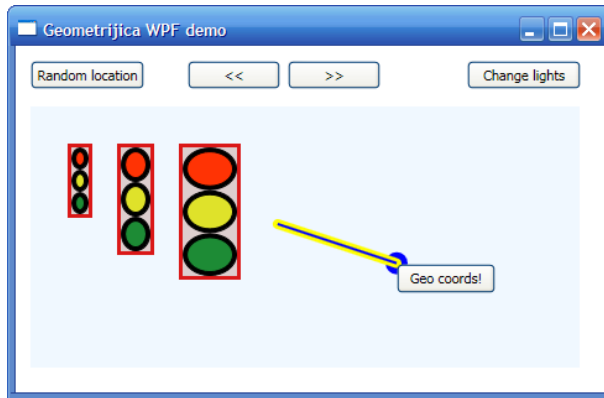 Geometrijica WPF demo
Random location
<<
>>
Change lights
Geo coords!